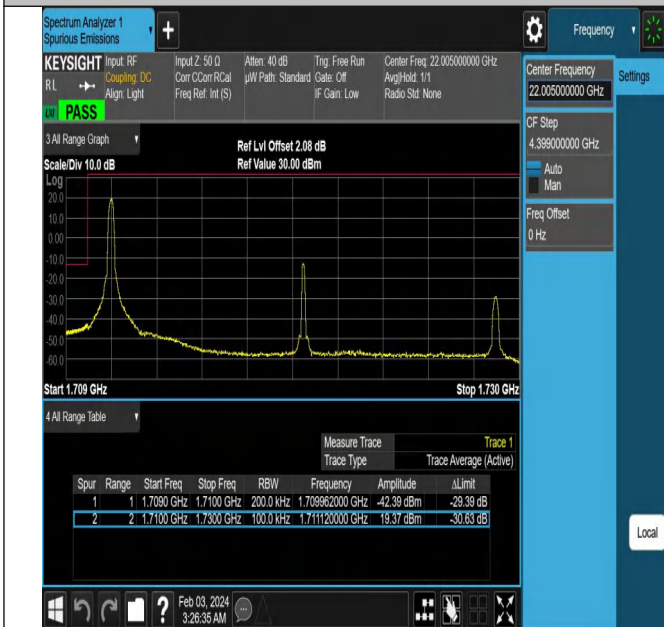 Spectrum Analyzer 1
Spurious Emissions
+
Frequency
KEYSIGHT Input: RF Input Z: 50 Ω Atten: 40 dB Trig: Free Run Center Freq: 22.005000000 GHz
RL Coupling: DC Corr CCorr RCal µW Path: Standard Gate: Off Avg|Hold: 1/1
Align: Light Freq Ref: Int (S) IF Gain: Low Radio Std: None
PASS
Center Frequency
22.005000000 GHz
Settings
CF Step
4.399000000 GHz
Auto
Man
Freq Offset
0 Hz
3 All Range Graph
Ref Lvl Offset 2.08 dB
Scale/Div 10.0 dB Ref Value 30.00 dBm
Log
20.0
10.0
0.00
-10.0
-20.0
-30.0
-40.0
-50.0
-60.0
Start 1.709 GHz Stop 1.730 GHz
4 All Range Table
Measure Trace Trace 1
Trace Type Trace Average (Active)
Spur Range Start Freq Stop Freq RBW Frequency Amplitude ΔLimit
1 1 1.7090 GHz 1.7100 GHz 200.0 kHz 1.709962000 GHz -42.39 dBm -29.39 dB
2 2 1.7100 GHz 1.7300 GHz 100.0 kHz 1.711120000 GHz 19.37 dBm -30.63 dB
Local
? Feb 03, 2024
3:26:35 AM